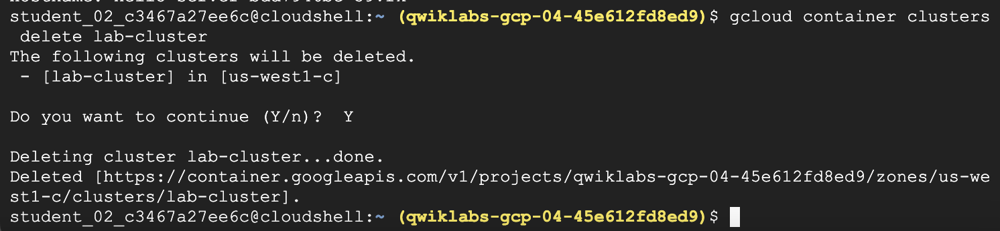 student_02_c3467a27ee6c@cloudshell:~ (qwiklabs-gcp-04-45e612fd8ed9)$ gcloud container clusters
 delete lab-cluster
The following clusters will be deleted.
 - [lab-cluster] in [us-west1-c]
Do you want to continue (Y/n)?  Y
Deleting cluster lab-cluster...done.
Deleted [https://container.googleapis.com/v1/projects/qwiklabs-gcp-04-45e612fd8ed9/zones/us-we
st1-c/clusters/lab-cluster].
student_02_c3467a27ee6c@cloudshell:~ (qwiklabs-gcp-04-45e612fd8ed9)$